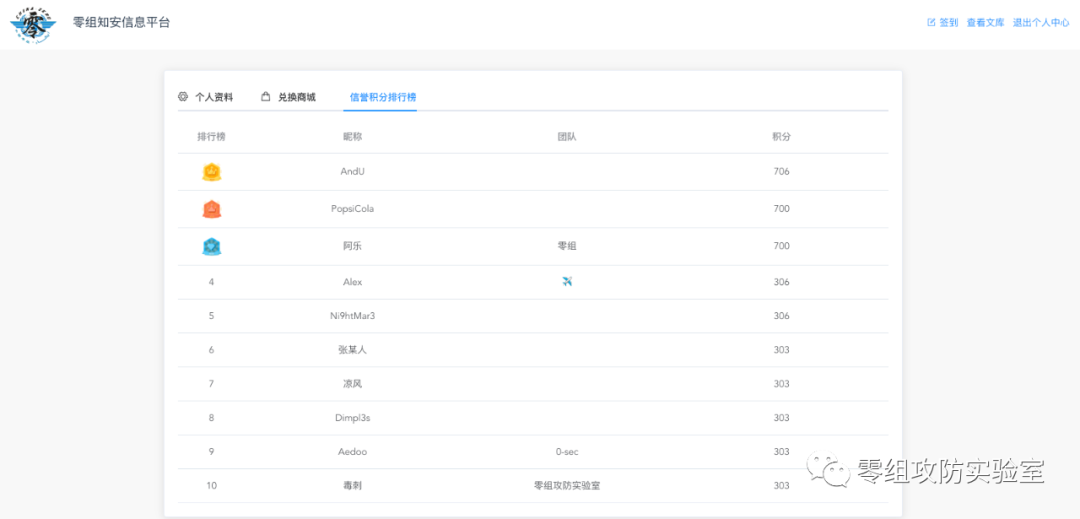 零组知安信息平台
签到 查看文库 退出个人中心
个人资料 兑换商城 信誉积分排行榜
排行榜 昵称 团队 积分
AndU 706
PopsiCola 700
阿乐 零组 700
4 Alex ✈️ 306
5 Ni9htMar3 306
6 张某人 303
7 凉风 303
8 Dimpl3s 303
9 Aedoo 0-sec 303
10 毒刺 零组攻防实验室 303
零组攻防实验室